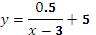 y = 0.5/(x − 3) + 5